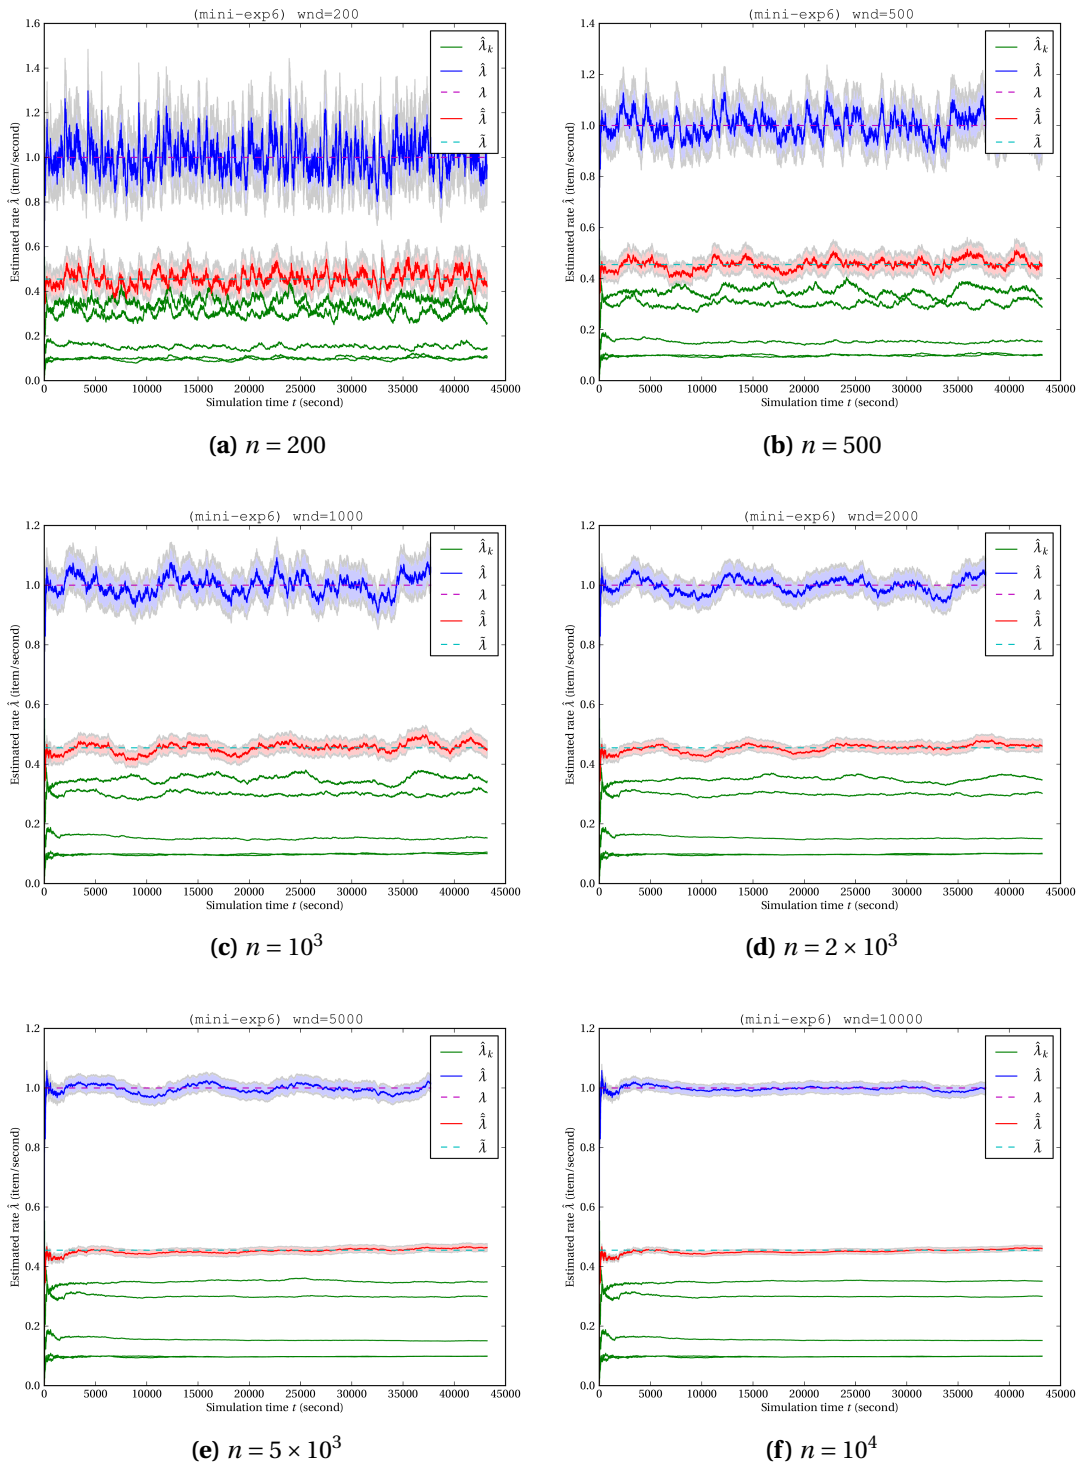 (mini-exp6) wnd=200
1.6
1.4
1.2
1.0
0.8
0.6
0.4
0.2
0.0
Estimated rate λ̂ (item/second)
0 5000 10000 15000 20000 25000 30000 35000 40000 45000
Simulation time t (second)
λ̂ₖ
λ̂
λ
λ̃̂
λ̃
(a) n = 200
(mini-exp6) wnd=500
1.4
1.2
1.0
0.8
0.6
0.4
0.2
0.0
Estimated rate λ̂ (item/second)
0 5000 10000 15000 20000 25000 30000 35000 40000 45000
Simulation time t (second)
λ̂ₖ
λ̂
λ
λ̃̂
λ̃
(b) n = 500
(mini-exp6) wnd=1000
1.2
1.0
0.8
0.6
0.4
0.2
0.0
Estimated rate λ̂ (item/second)
0 5000 10000 15000 20000 25000 30000 35000 40000 45000
Simulation time t (second)
λ̂ₖ
λ̂
λ
λ̃̂
λ̃
(c) n = 10³
(mini-exp6) wnd=2000
1.2
1.0
0.8
0.6
0.4
0.2
0.0
Estimated rate λ̂ (item/second)
0 5000 10000 15000 20000 25000 30000 35000 40000 45000
Simulation time t (second)
λ̂ₖ
λ̂
λ
λ̃̂
λ̃
(d) n = 2 × 10³
(mini-exp6) wnd=5000
1.2
1.0
0.8
0.6
0.4
0.2
0.0
Estimated rate λ̂ (item/second)
0 5000 10000 15000 20000 25000 30000 35000 40000 45000
Simulation time t (second)
λ̂ₖ
λ̂
λ
λ̃̂
λ̃
(e) n = 5 × 10³
(mini-exp6) wnd=10000
1.2
1.0
0.8
0.6
0.4
0.2
0.0
Estimated rate λ̂ (item/second)
0 5000 10000 15000 20000 25000 30000 35000 40000 45000
Simulation time t (second)
λ̂ₖ
λ̂
λ
λ̃̂
λ̃
(f) n = 10⁴